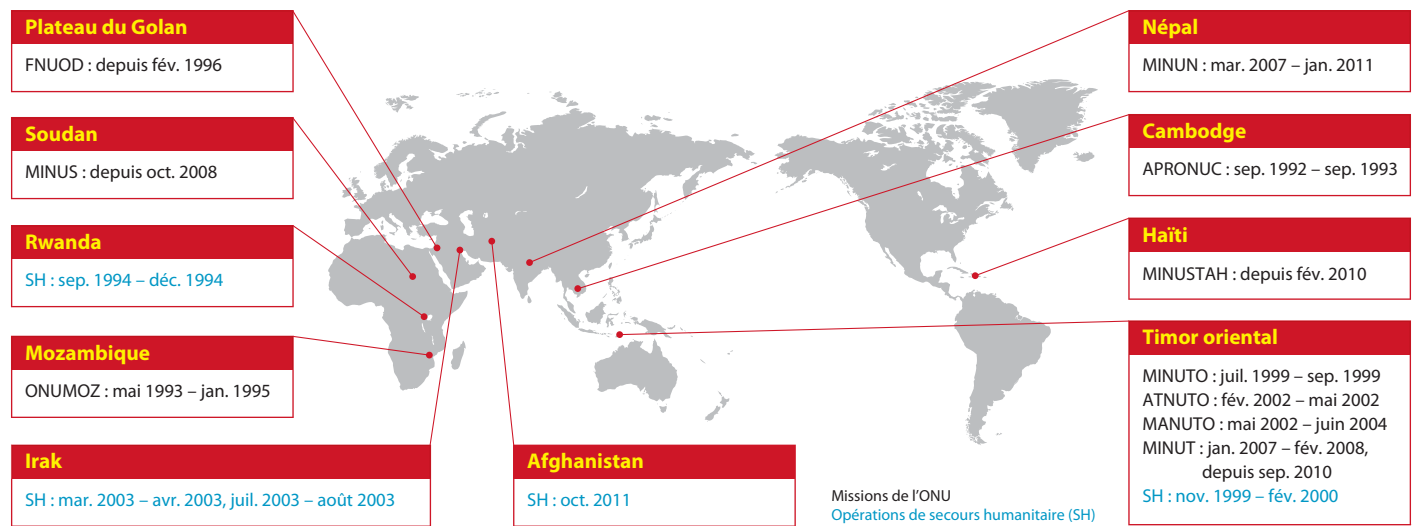 Plateau du Golan
FNUOD : depuis fév. 1996
Soudan
MINUS : depuis oct. 2008
Rwanda
SH : sep. 1994 – déc. 1994
Mozambique
ONUMOZ : mai 1993 – jan. 1995
Irak
SH : mar. 2003 – avr. 2003, juil. 2003 – août 2003
Afghanistan
SH : oct. 2011
Népal
MINUN : mar. 2007 – jan. 2011
Cambodge
APRONUC : sep. 1992 – sep. 1993
Haïti
MINUSTAH : depuis fév. 2010
Timor oriental
MINUTO : juil. 1999 – sep. 1999
ATNUTO : fév. 2002 – mai 2002
MANUTO : mai 2002 – juin 2004
MINUT : jan. 2007 – fév. 2008,
depuis sep. 2010
SH : nov. 1999 – fév. 2000
Missions de l’ONU
Opérations de secours humanitaire (SH)